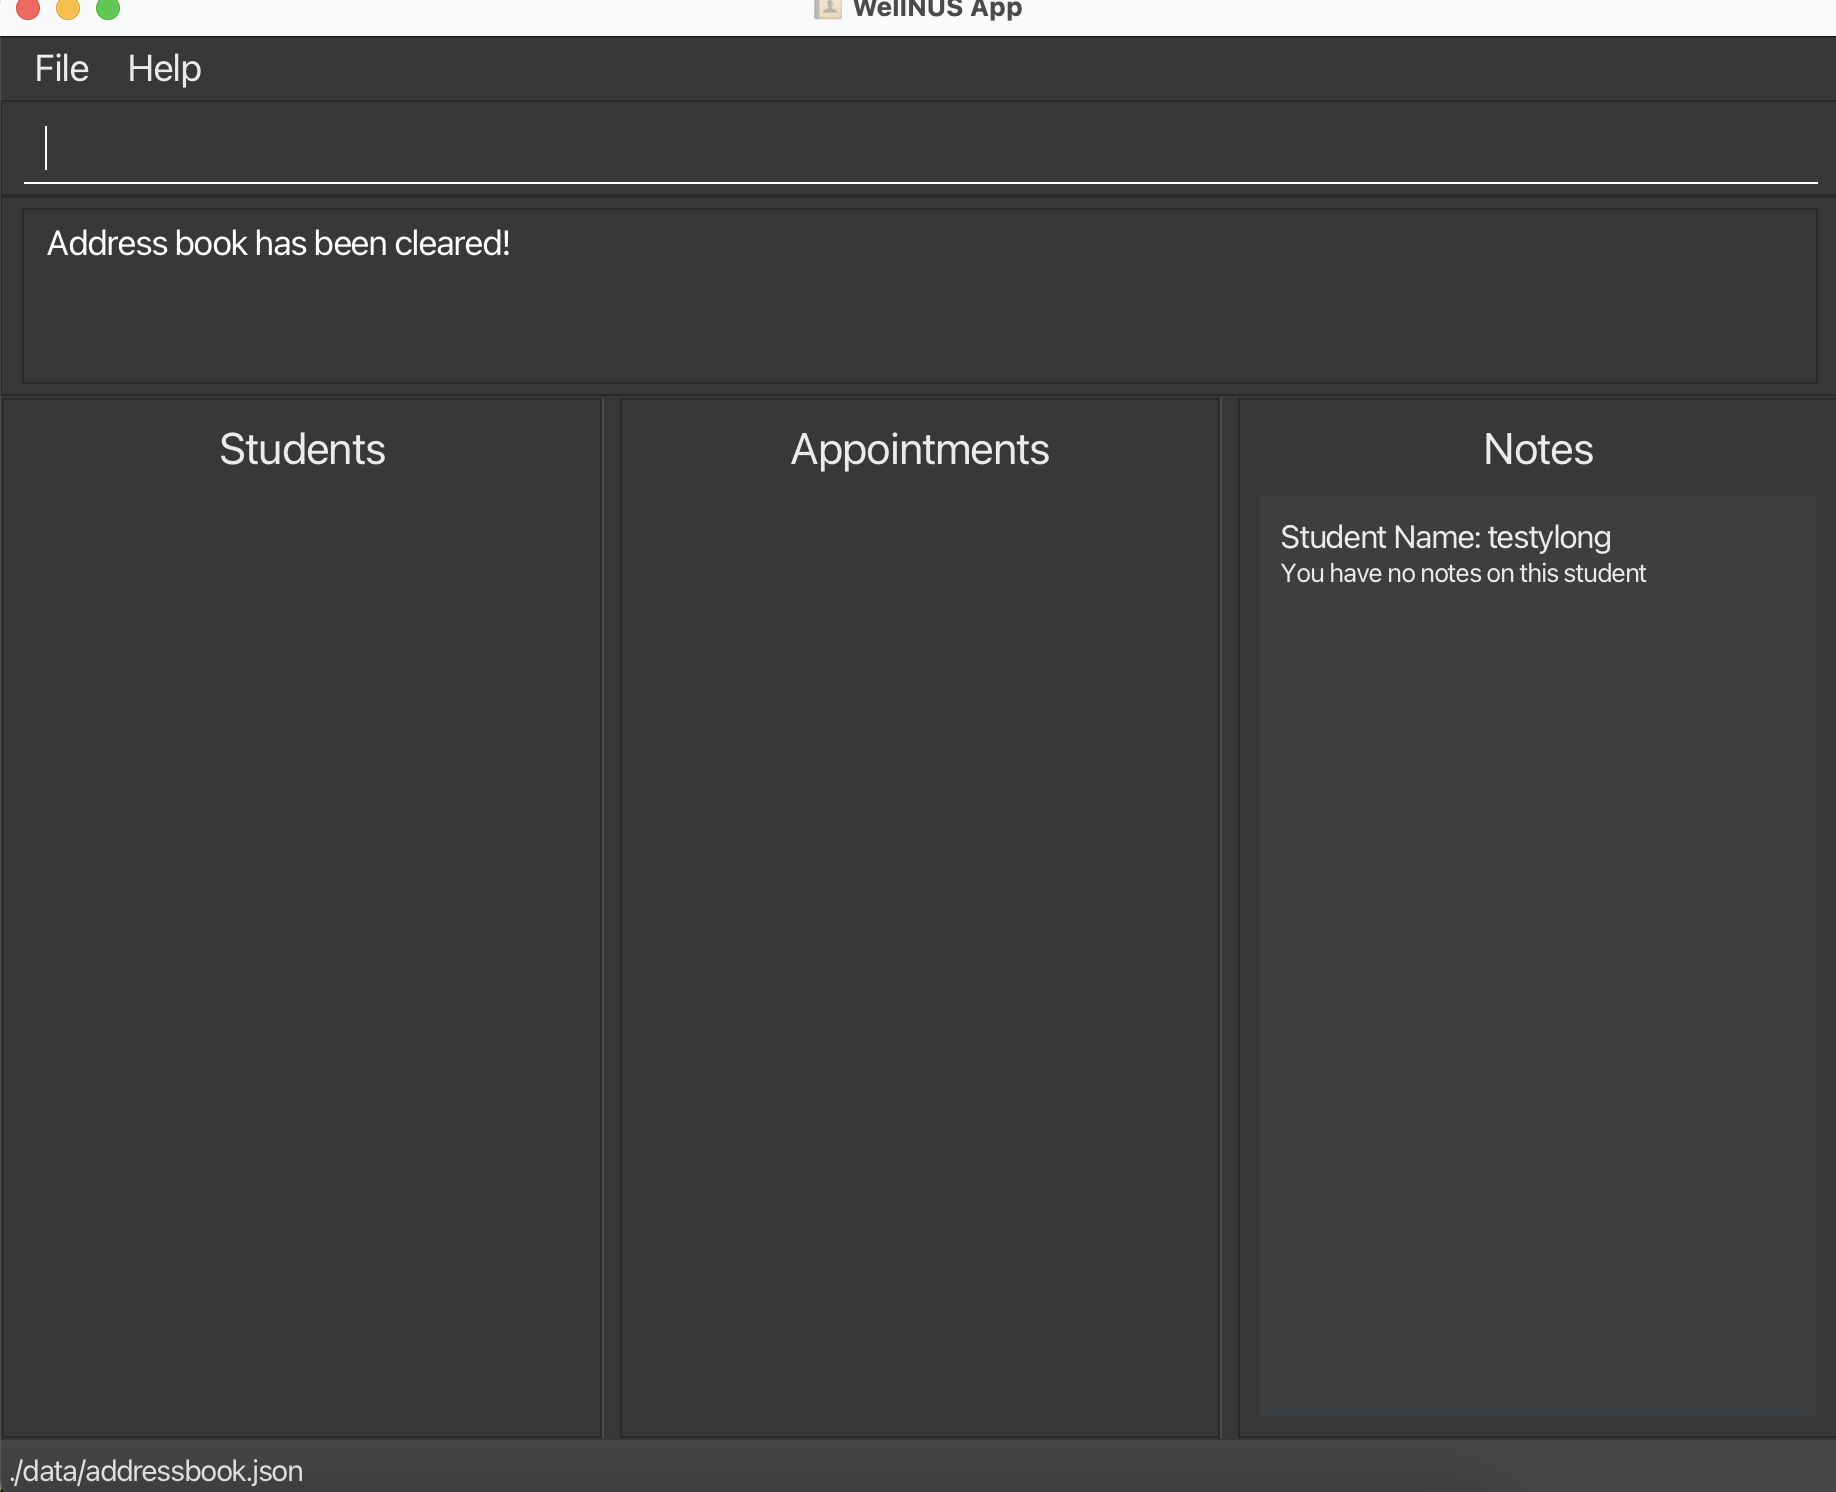 WellNUS App
File Help
Address book has been cleared!
Students
Appointments
Notes
Student Name: testylong
You have no notes on this student
./data/addressbook.json